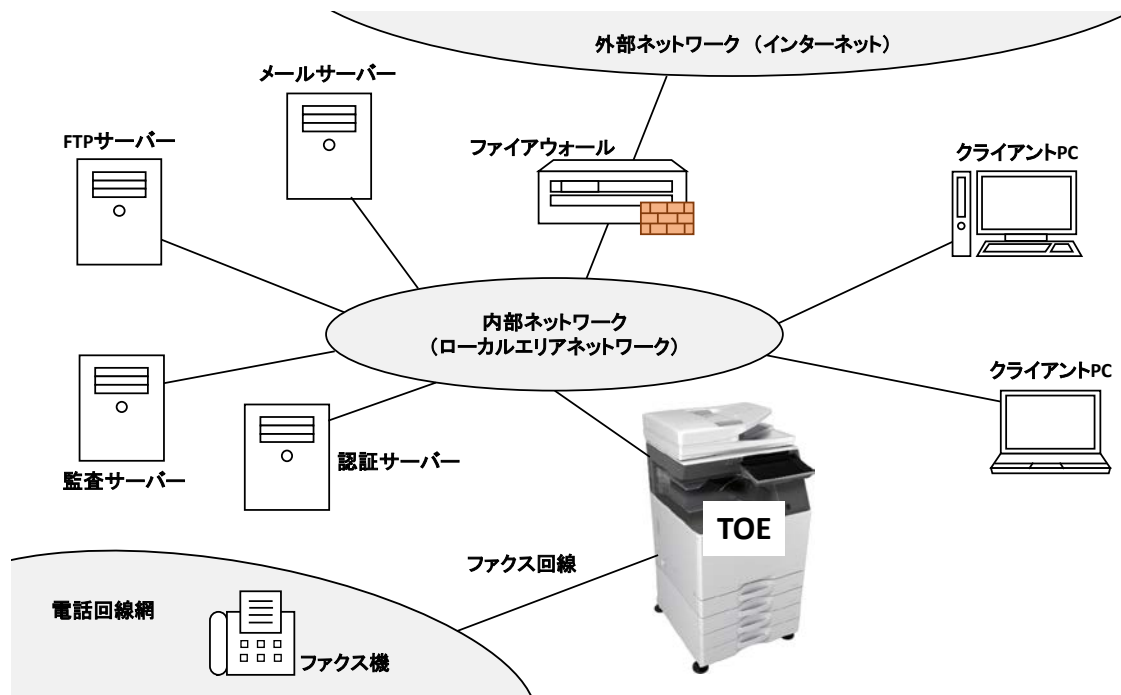 外部ネットワーク（インターネット）
メールサーバー
FTPサーバー
ファイアウォール
クライアントPC
内部ネットワーク
（ローカルエリアネットワーク）
クライアントPC
監査サーバー
認証サーバー
TOE
ファクス回線
電話回線網
ファクス機